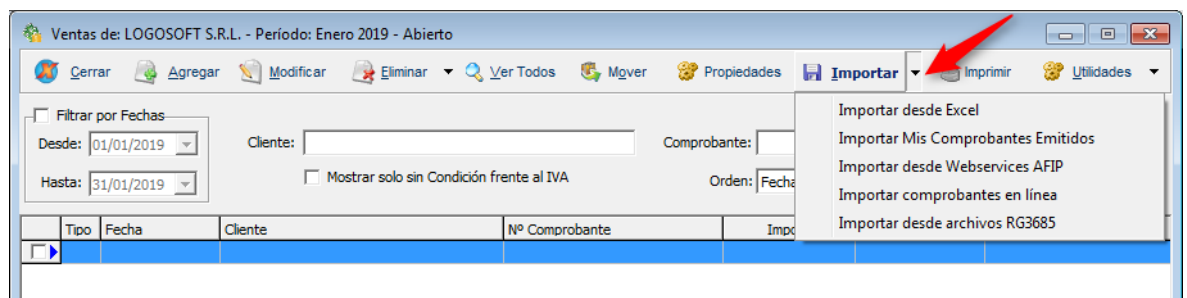 Ventas de: LOGOSOFT S.R.L. - Período: Enero 2019 - Abierto
Cerrar Agregar Modificar Eliminar Ver Todos Mover Propiedades Importar Imprimir Utilidades
Filtrar por Fechas
Desde: 01/01/2019 Cliente: Comprobante:
Hasta: 31/01/2019 Mostrar solo sin Condición frente al IVA Orden: Fecha
Importar desde Excel
Importar Mis Comprobantes Emitidos
Importar desde Webservices AFIP
Importar comprobantes en línea
Importar desde archivos RG3685
Tipo Fecha Cliente Nº Comprobante Impo